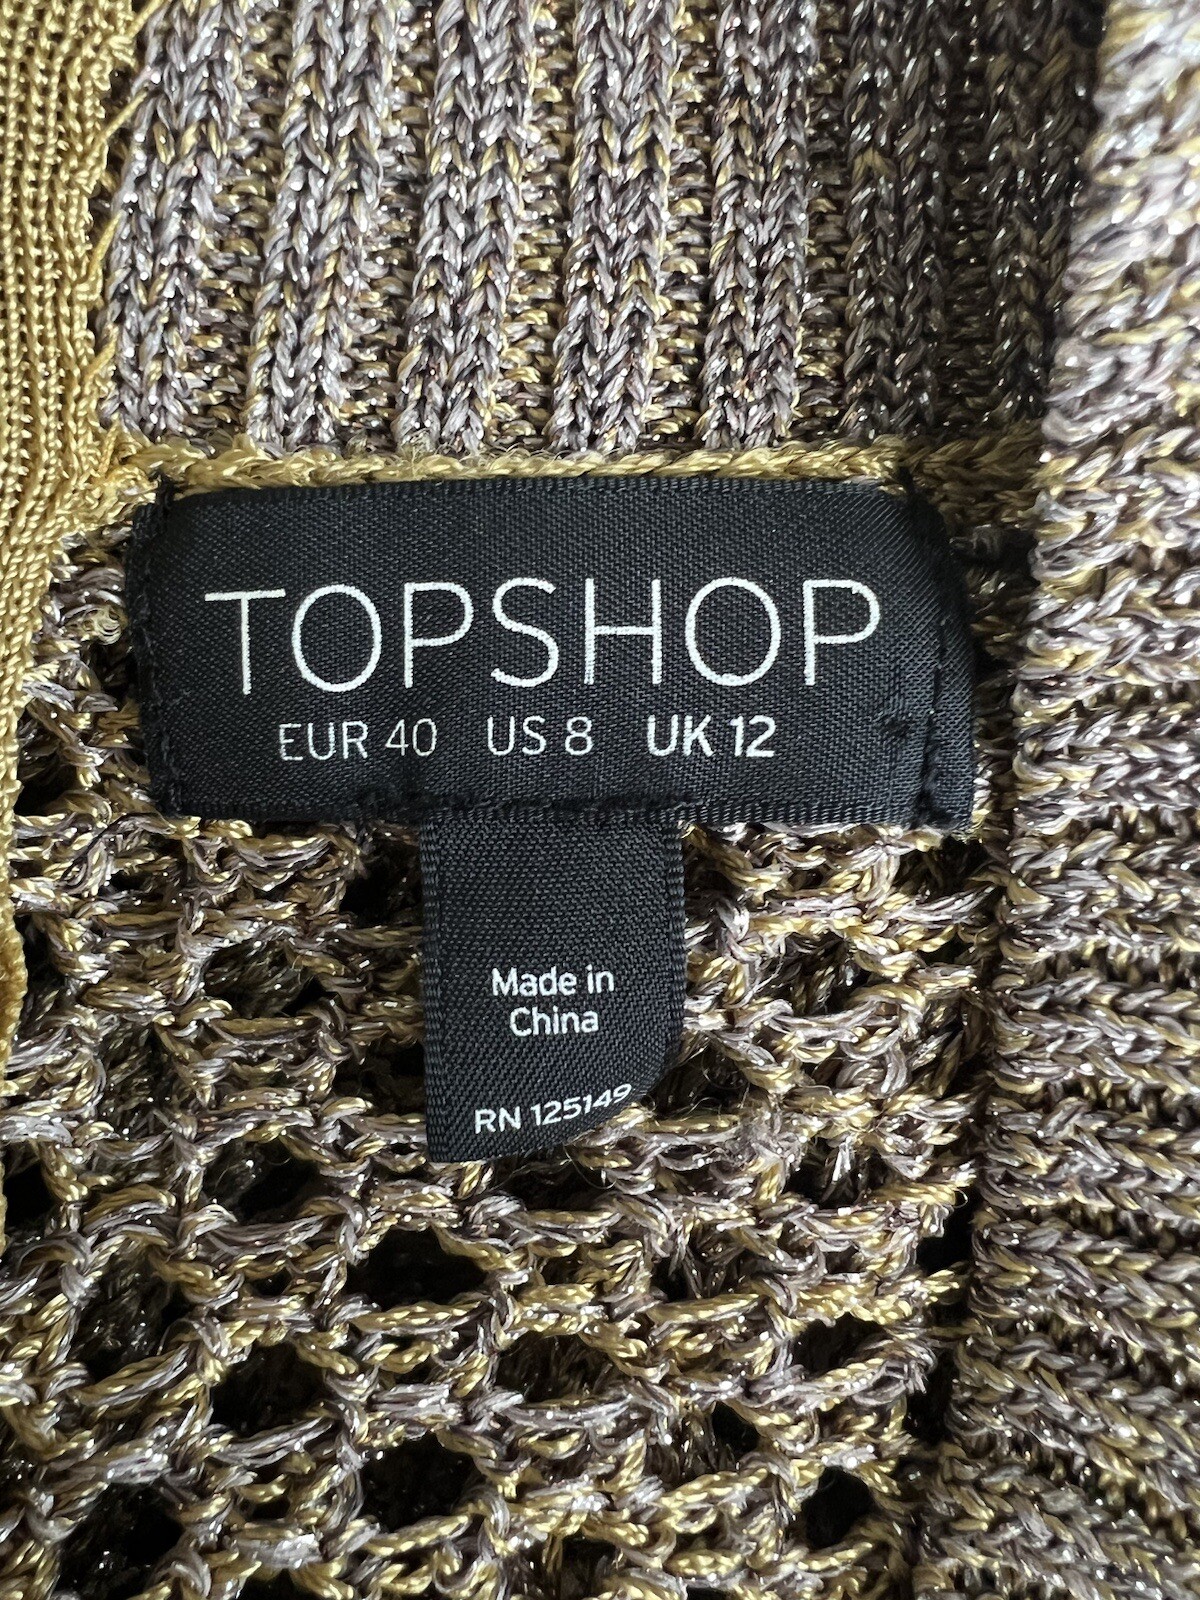 TOPSHOP
EUR 40 US 8 UK 12
Made in
China
RN 125149